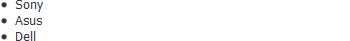 • Sony
• Asus
• Dell